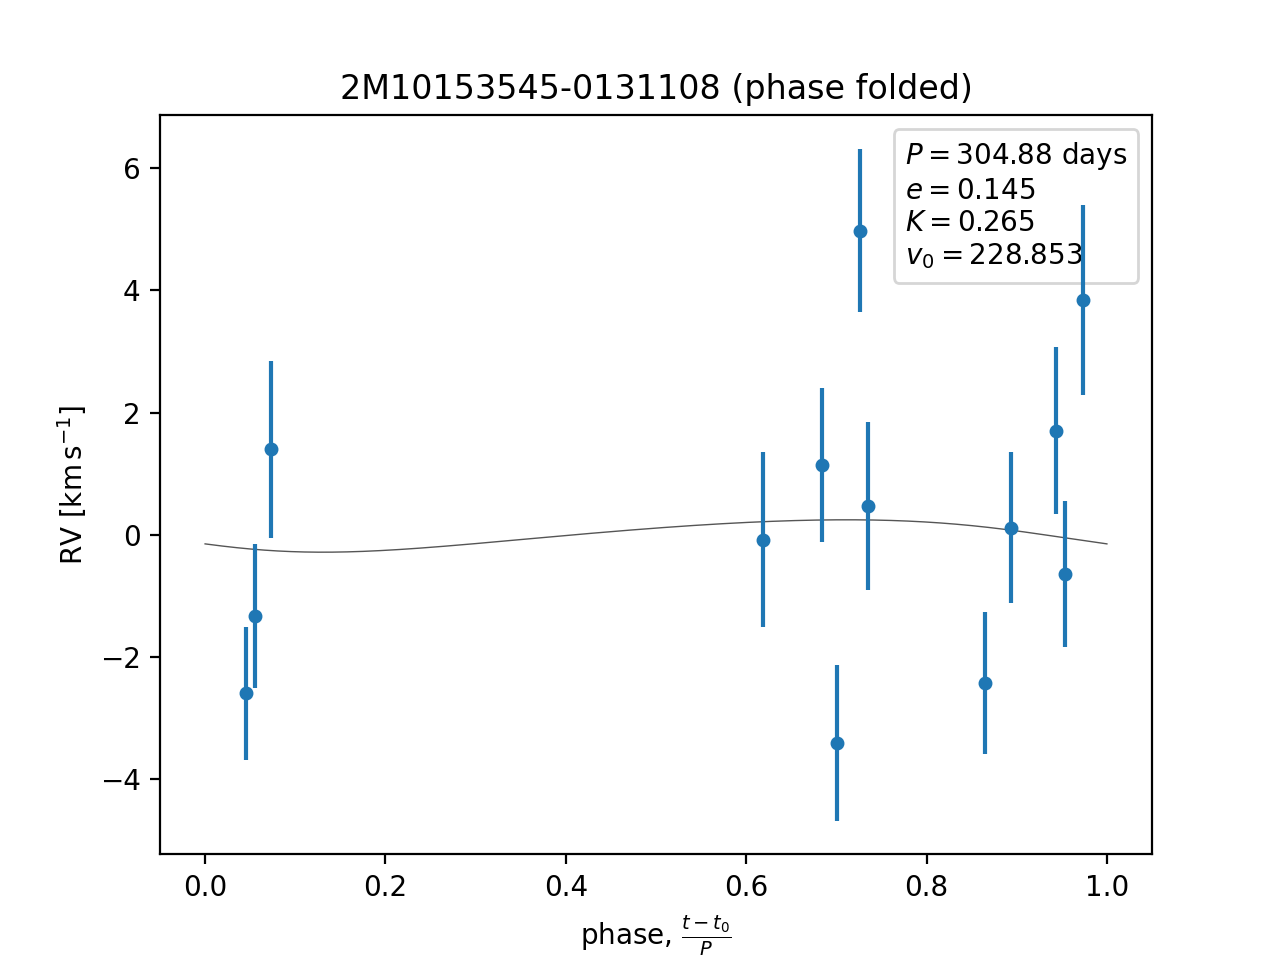 2M10153545-0131108 (phase folded)
P = 304.88 days
e = 0.145
K = 0.265
v₀ = 228.853
RV [km s⁻¹]
6
4
2
0
−2
−4
0.0 0.2 0.4 0.6 0.8 1.0
phase, (t − t₀)/P